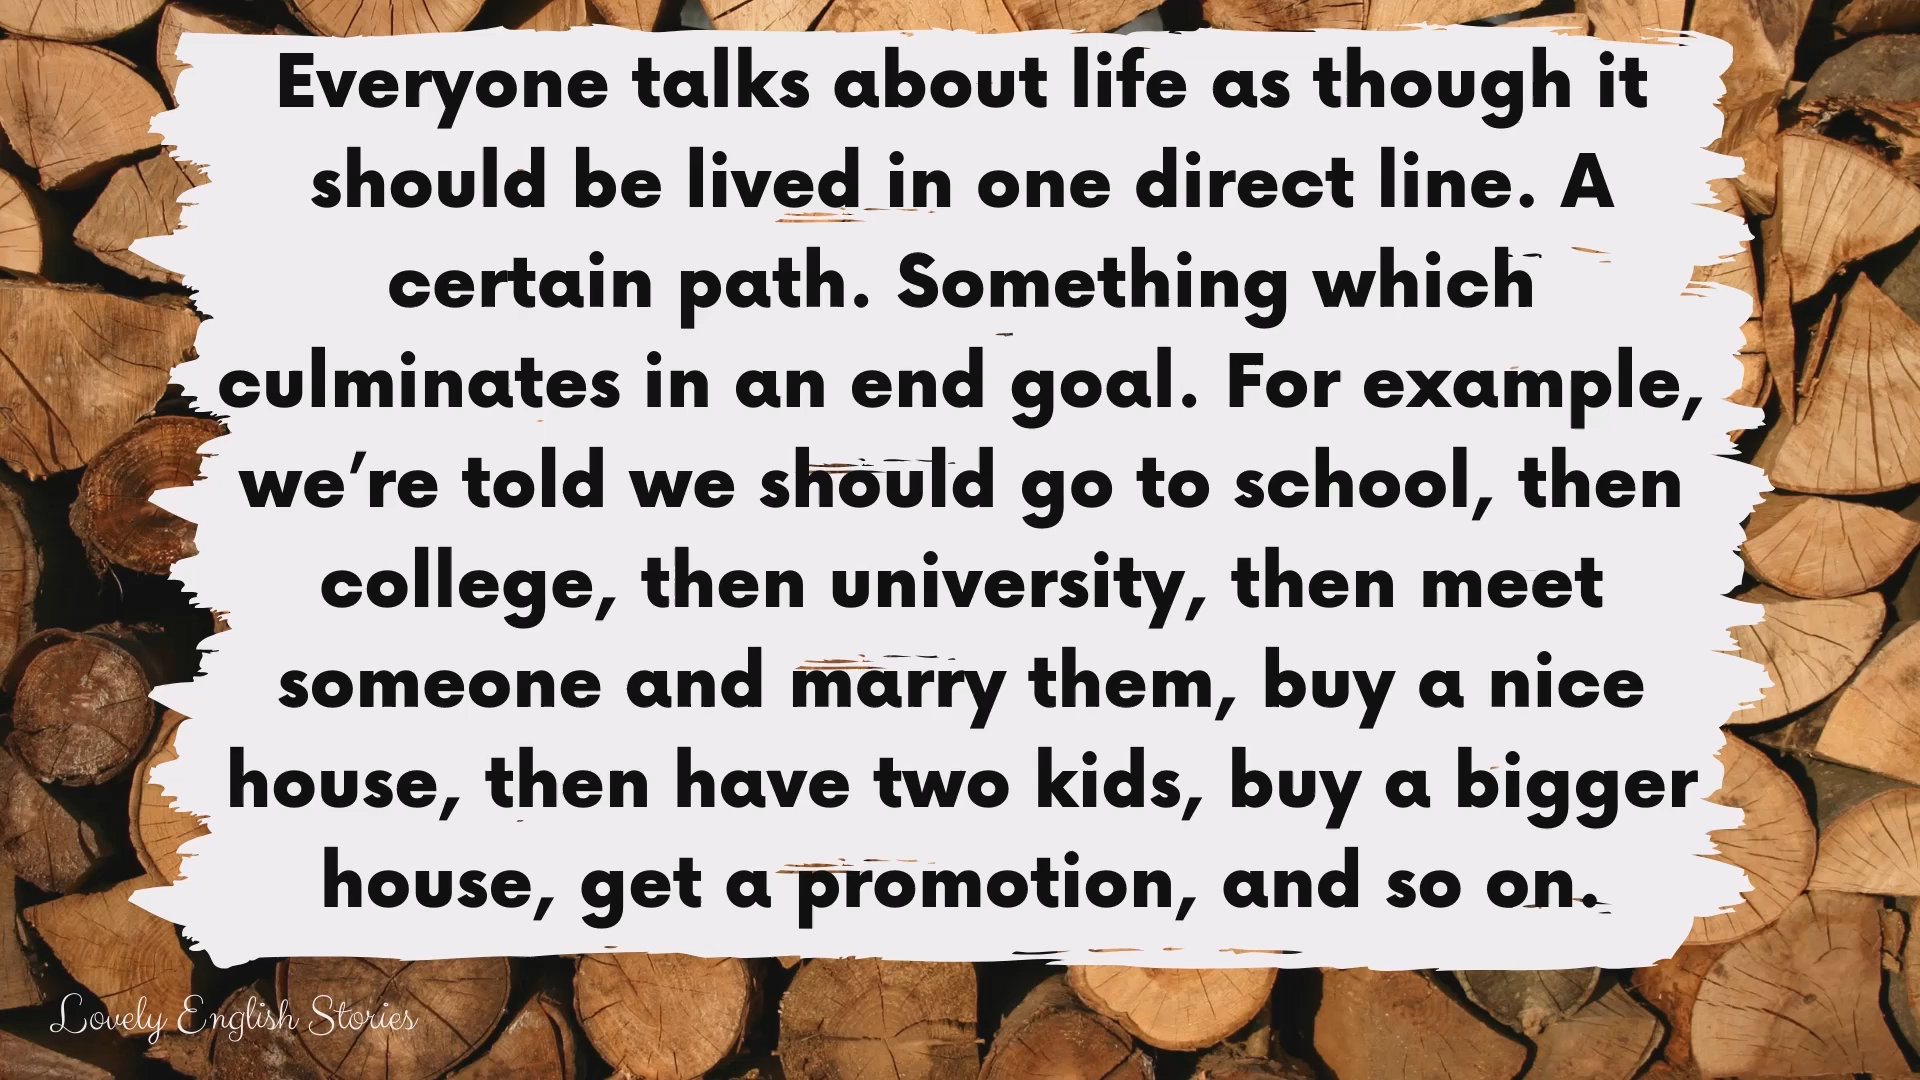 Everyone talks about life as though it
should be lived in one direct line. A
certain path. Something which
culminates in an end goal. For example,
we’re told we should go to school, then
college, then university, then meet
someone and marry them, buy a nice
house, then have two kids, buy a bigger
house, get a promotion, and so on.
Lovely English Stories